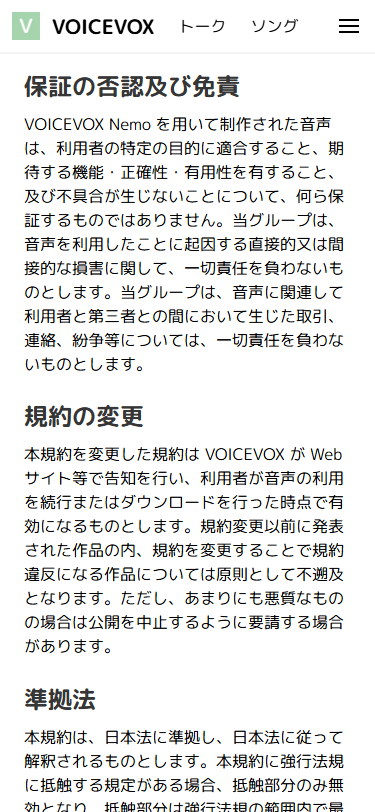 V VOICEVOX トーク ソング
保証の否認及び免責
VOICEVOX Nemo を用いて制作された音声
は、利用者の特定の目的に適合すること、期
待する機能・正確性・有用性を有すること、
及び不具合が生じないことについて、何ら保
証するものではありません。当グループは、
音声を利用したことに起因する直接的又は間
接的な損害に関して、一切責任を負わないも
のとします。当グループは、音声に関連して
利用者と第三者との間において生じた取引、
連絡、紛争等については、一切責任を負わな
いものとします。
規約の変更
本規約を変更した規約は VOICEVOX が Web
サイト等で告知を行い、利用者が音声の利用
を続行またはダウンロードを行った時点で有
効になるものとします。規約変更以前に発表
された作品の内、規約を変更することで規約
違反になる作品については原則として不遡及
となります。ただし、あまりにも悪質なもの
の場合は公開を中止するように要請する場合
があります。
準拠法
本規約は、日本法に準拠し、日本法に従って
解釈されるものとします。本規約に強行法規
に抵触する規定がある場合、抵触部分のみ無
効となり、抵触部分は強行法規の範囲内で最